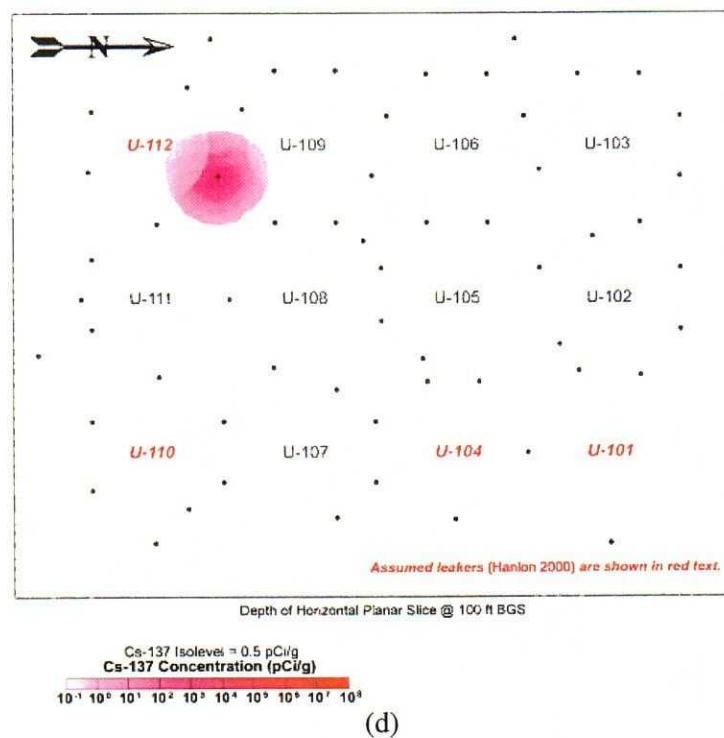 N
U-112 U-109 U-106 U-103
U-111 U-108 U-105 U-102
U-110 U-107 U-104 U-101
Assumed leakers (Hanlon 2000) are shown in red text.
Depth of Horizontal Planar Slice @ 100 ft BGS
Cs-137 Isolevel = 0.5 pCi/g
Cs-137 Concentration (pCi/g)
10⁻¹ 10⁰ 10¹ 10² 10³ 10⁴ 10⁵ 10⁶ 10⁷ 10⁸
(d)